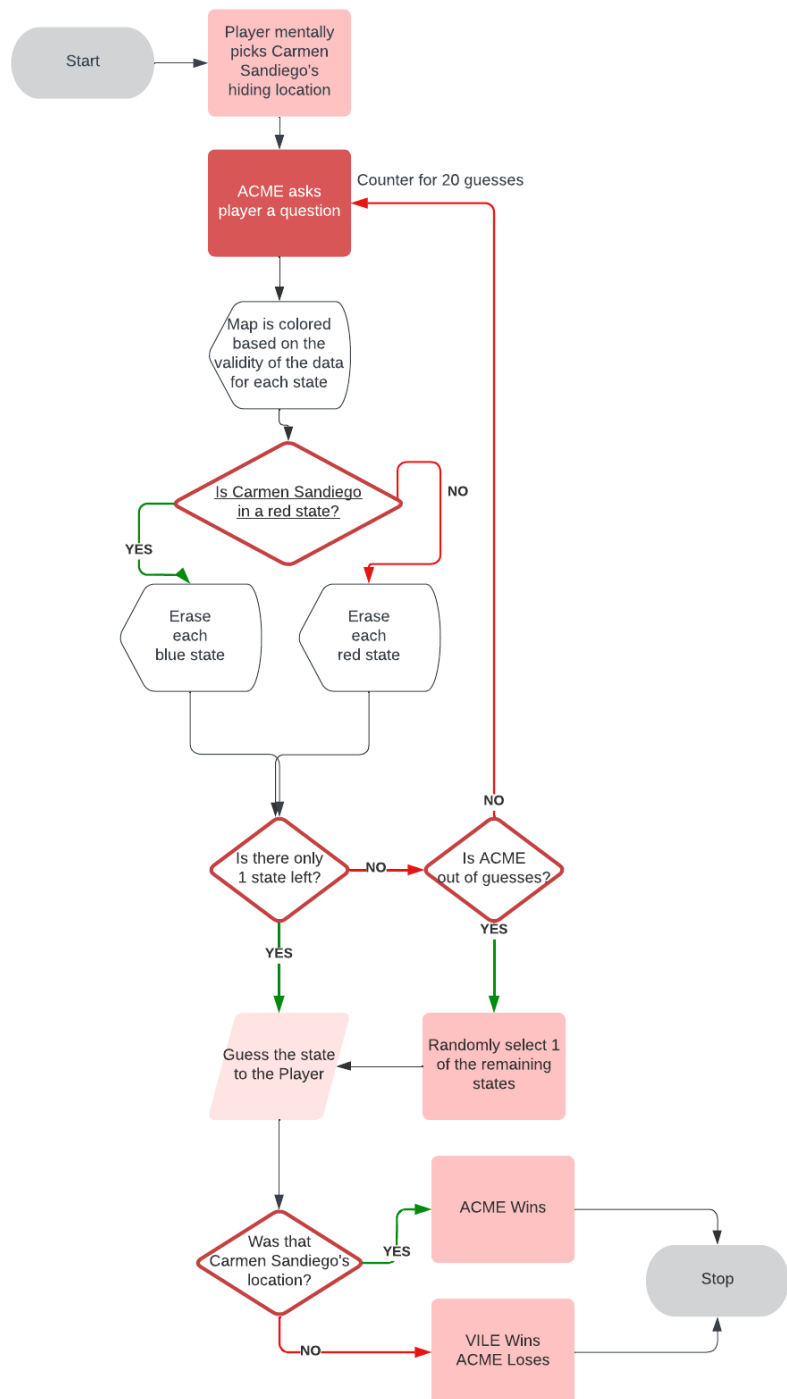 Start
Player mentally
picks Carmen
Sandiego's
hiding location
ACME asks
player a question
Counter for 20 guesses
Map is colored
based on the
validity of the data
for each state
Is Carmen Sandiego
in a red state?
NO
YES
Erase
each
blue state
Erase
each
red state
NO
Is there only
1 state left?
NO
Is ACME
out of guesses?
YES
YES
Guess the state
to the Player
Randomly select 1
of the remaining
states
ACME Wins
Was that
Carmen Sandiego's
location?
YES
Stop
NO
VILE Wins
ACME Loses